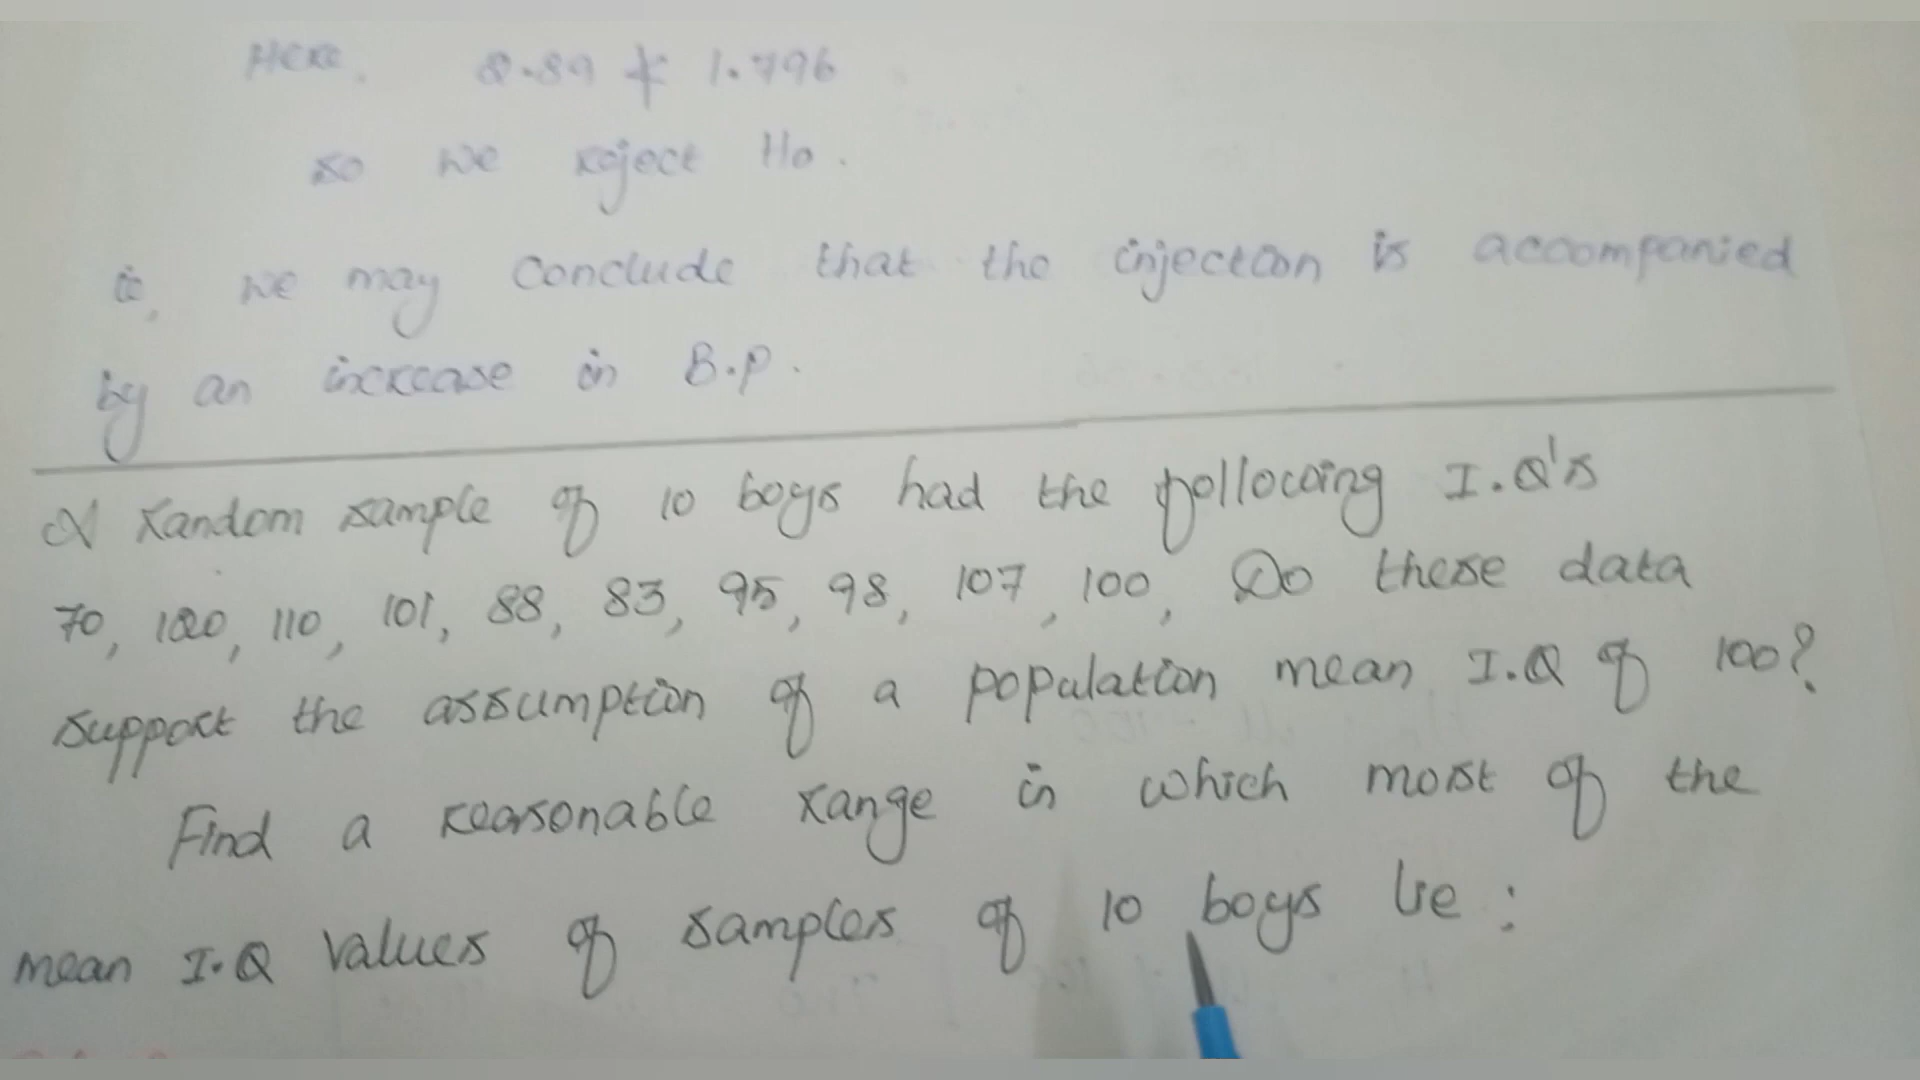 Here, 2.89 ≮ 1.796
so we reject Ho.
ie, we may conclude that the injection is accompanied
by an increase in B.P.
A random sample of 10 boys had the following I.Q's
70, 120, 110, 101, 88, 83, 95, 98, 107, 100, Do these data
support the assumption of a population mean I.Q of 100?
Find a reasonable range in which most of the
mean I.Q values of samples of 10 boys lie: